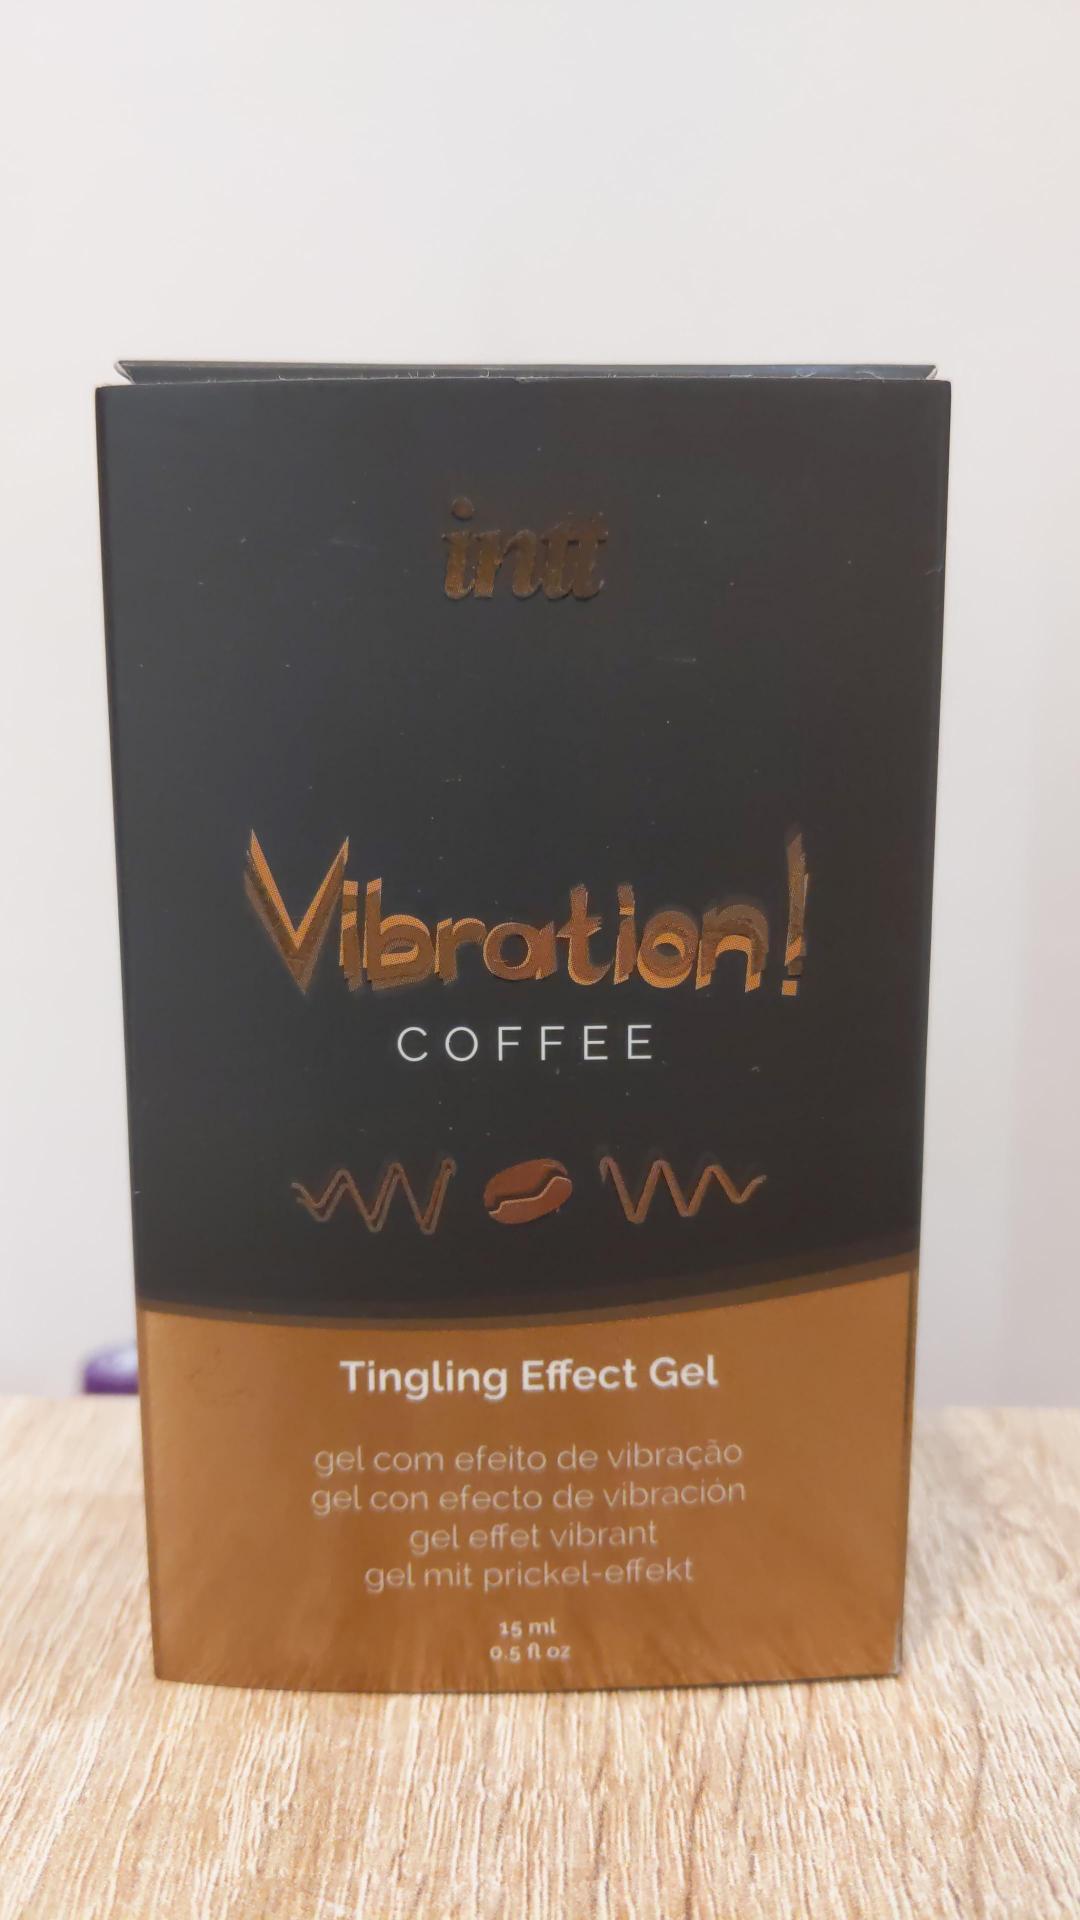 intt
Vibration!
COFFEE
Tingling Effect Gel
gel com efeito de vibração
gel con efecto de vibración
gel effet vibrant
gel mit prickel-effekt
15 ml
0.5 fl oz